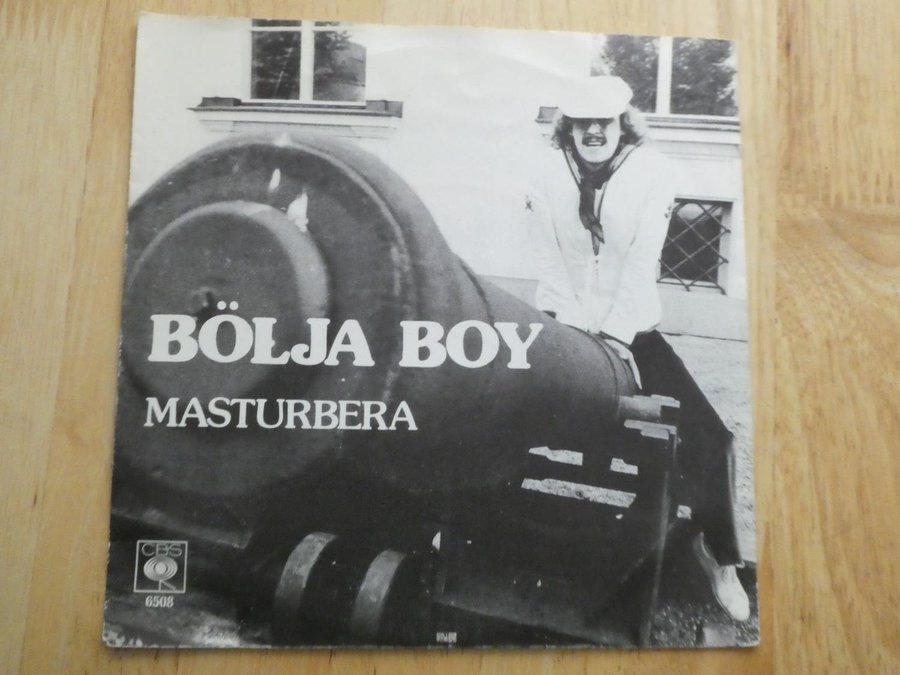 BÖLJA BOY
MASTURBERA
CBS
6508